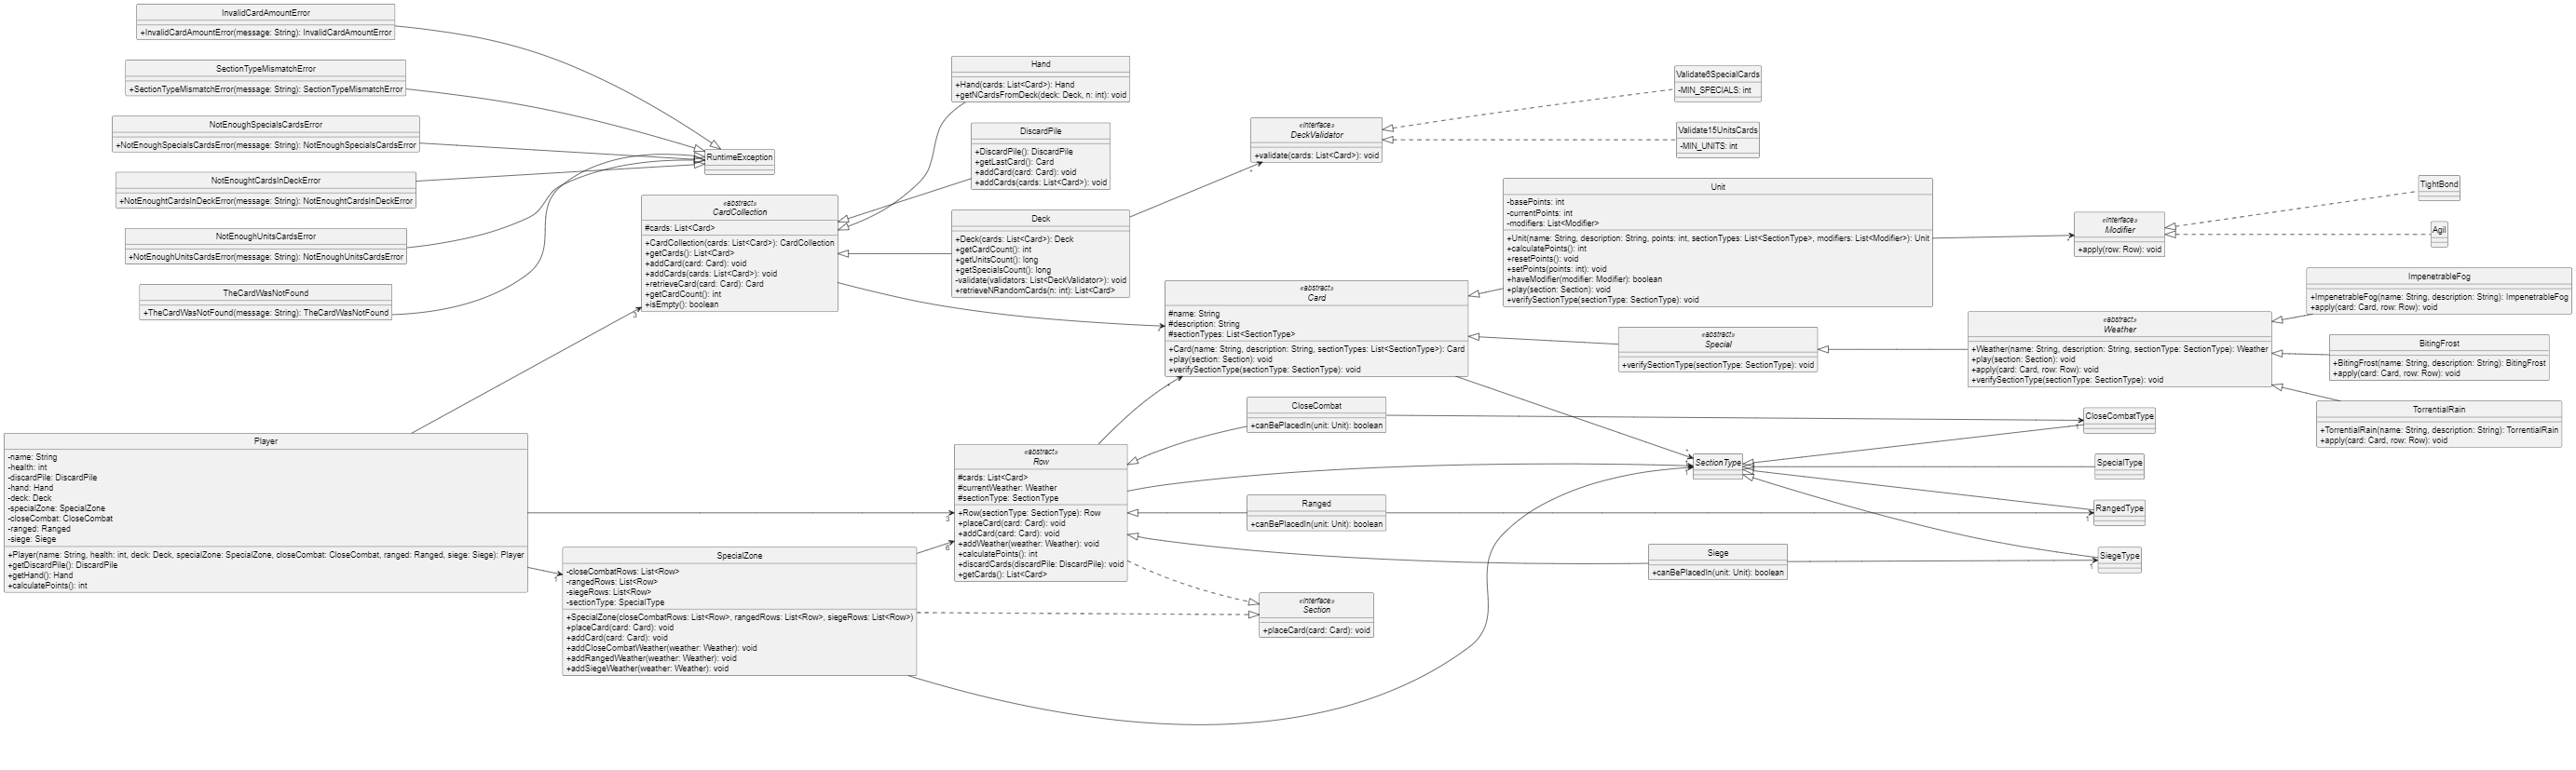 InvalidCardAmountError
+InvalidCardAmountError(message: String): InvalidCardAmountError
SectionTypeMismatchError
+SectionTypeMismatchError(message: String): SectionTypeMismatchError
NotEnoughSpecialsCardsError
+NotEnoughSpecialsCardsError(message: String): NotEnoughSpecialsCardsError
NotEnoughtCardsInDeckError
+NotEnoughtCardsInDeckError(message: String): NotEnoughtCardsInDeckError
NotEnoughUnitsCardsError
+NotEnoughUnitsCardsError(message: String): NotEnoughUnitsCardsError
TheCardWasNotFound
+TheCardWasNotFound(message: String): TheCardWasNotFound
RuntimeException
Player
-name: String
-health: int
-discardPile: DiscardPile
-hand: Hand
-deck: Deck
-specialZone: SpecialZone
-closeCombat: CloseCombat
-ranged: Ranged
-siege: Siege
+Player(name: String, health: int, deck: Deck, specialZone: SpecialZone, closeCombat: CloseCombat, ranged: Ranged, siege: Siege): Player
+getDiscardPile(): DiscardPile
+getHand(): Hand
+calculatePoints(): int
3
3
1
«abstract»
CardCollection
#cards: List<Card>
+CardCollection(cards: List<Card>): CardCollection
+getCards(): List<Card>
+addCard(card: Card): void
+addCards(cards: List<Card>): void
+retrieveCard(card: Card): Card
+getCardCount(): int
+isEmpty(): boolean
SpecialZone
-closeCombatRows: List<Row>
-rangedRows: List<Row>
-siegeRows: List<Row>
-sectionType: SpecialType
+SpecialZone(closeCombatRows: List<Row>, rangedRows: List<Row>, siegeRows: List<Row>)
+placeCard(card: Card): void
+addCard(card: Card): void
+addCloseCombatWeather(weather: Weather): void
+addRangedWeather(weather: Weather): void
+addSiegeWeather(weather: Weather): void
6
Hand
+Hand(cards: List<Card>): Hand
+getNCardsFromDeck(deck: Deck, n: int): void
DiscardPile
+DiscardPile(): DiscardPile
+getLastCard(): Card
+addCard(card: Card): void
+addCards(cards: List<Card>): void
Deck
+Deck(cards: List<Card>): Deck
+getCardCount(): int
+getUnitsCount(): long
+getSpecialsCount(): long
-validate(validators: List<DeckValidator>): void
+retrieveNRandomCards(n: int): List<Card>
«abstract»
Row
#cards: List<Card>
#currentWeather: Weather
#sectionType: SectionType
+Row(sectionType: SectionType): Row
+placeCard(card: Card): void
+addCard(card: Card): void
+addWeather(weather: Weather): void
+calculatePoints(): int
+discardCards(discardPile: DiscardPile): void
+getCards(): List<Card>
«interface»
DeckValidator
+validate(cards: List<Card>): void
*
«abstract»
Card
#name: String
#description: String
#sectionTypes: List<SectionType>
+Card(name: String, description: String, sectionTypes: List<SectionType>): Card
+play(section: Section): void
+verifySectionType(sectionType: SectionType): void
*
*
CloseCombat
+canBePlacedIn(unit: Unit): boolean
Ranged
+canBePlacedIn(unit: Unit): boolean
«interface»
Section
+placeCard(card: Card): void
Validate6SpecialCards
-MIN_SPECIALS: int
Validate15UnitsCards
-MIN_UNITS: int
Unit
-basePoints: int
-currentPoints: int
-modifiers: List<Modifier>
+Unit(name: String, description: String, points: int, sectionTypes: List<SectionType>, modifiers: List<Modifier>): Unit
+calculatePoints(): int
+resetPoints(): void
+setPoints(points: int): void
+haveModifier(modifier: Modifier): boolean
+play(section: Section): void
+verifySectionType(sectionType: SectionType): void
«abstract»
Special
+verifySectionType(sectionType: SectionType): void
*
1
SectionType
Siege
+canBePlacedIn(unit: Unit): boolean
«interface»
Modifier
+apply(row: Row): void
*
«abstract»
Weather
+Weather(name: String, description: String, sectionType: SectionType): Weather
+play(section: Section): void
+apply(card: Card, row: Row): void
+verifySectionType(sectionType: SectionType): void
CloseCombatType
1
SpecialType
RangedType
1
SiegeType
1
TightBond
Agil
ImpenetrableFog
+ImpenetrableFog(name: String, description: String): ImpenetrableFog
+apply(card: Card, row: Row): void
BitingFrost
+BitingFrost(name: String, description: String): BitingFrost
+apply(card: Card, row: Row): void
TorrentialRain
+TorrentialRain(name: String, description: String): TorrentialRain
+apply(card: Card, row: Row): void